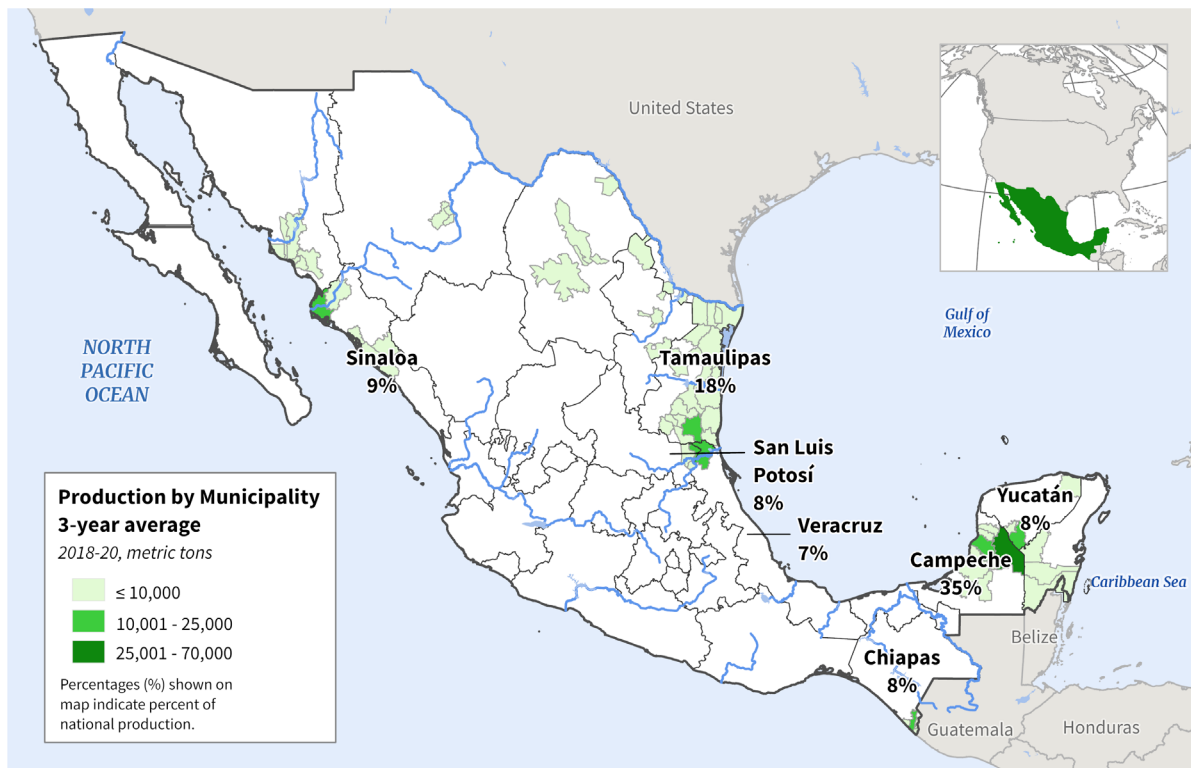 United States
Gulf of
Mexico
NORTH
PACIFIC
OCEAN
Sinaloa
9%
Tamaulipas
18%
San Luis
Potosí
8%
Veracruz
7%
Yucatán
8%
Campeche
35%
Caribbean Sea
Belize
Chiapas
8%
Guatemala
Honduras
Production by Municipality
3-year average
2018-20, metric tons
≤ 10,000
10,001 - 25,000
25,001 - 70,000
Percentages (%) shown on
map indicate percent of
national production.